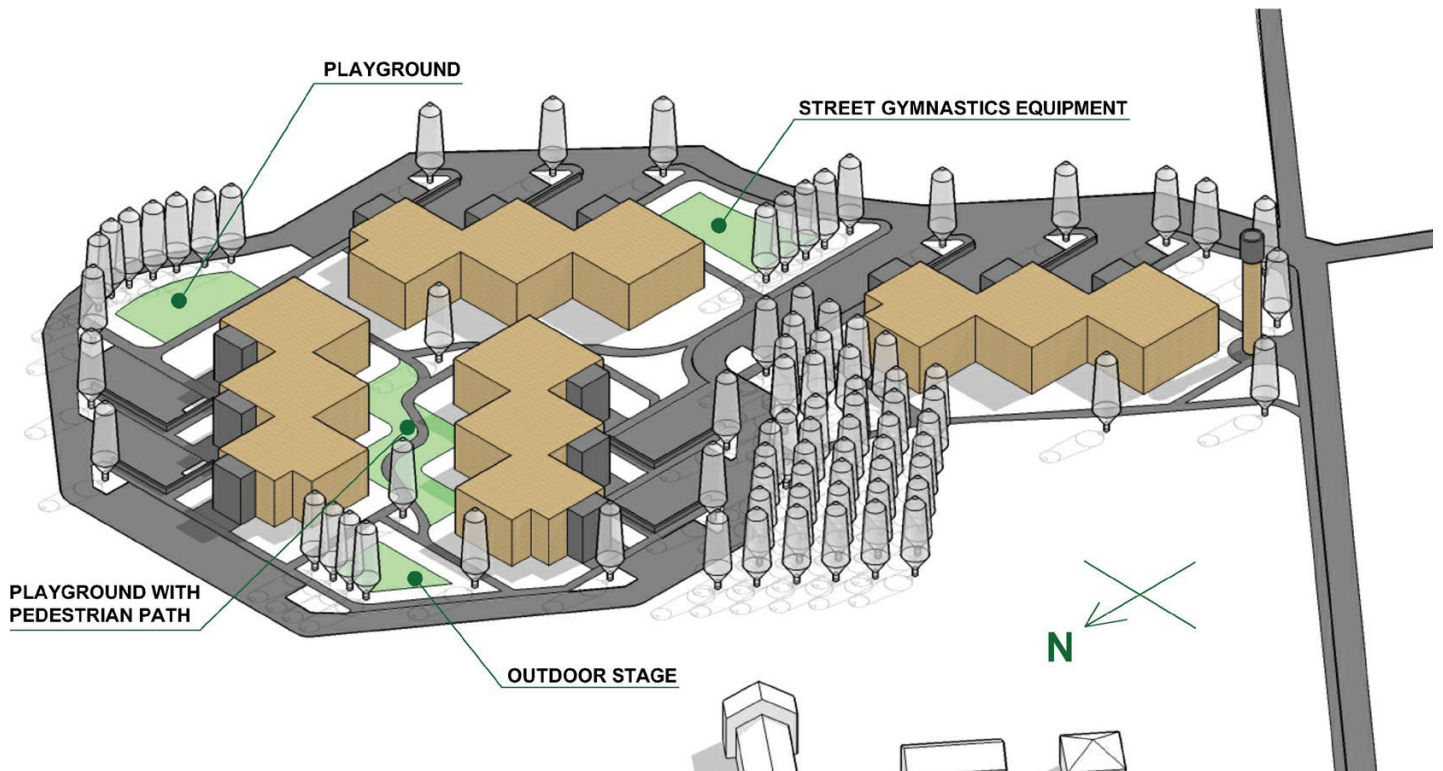 PLAYGROUND
STREET GYMNASTICS EQUIPMENT
PLAYGROUND WITH
PEDESTRIAN PATH
OUTDOOR STAGE
N